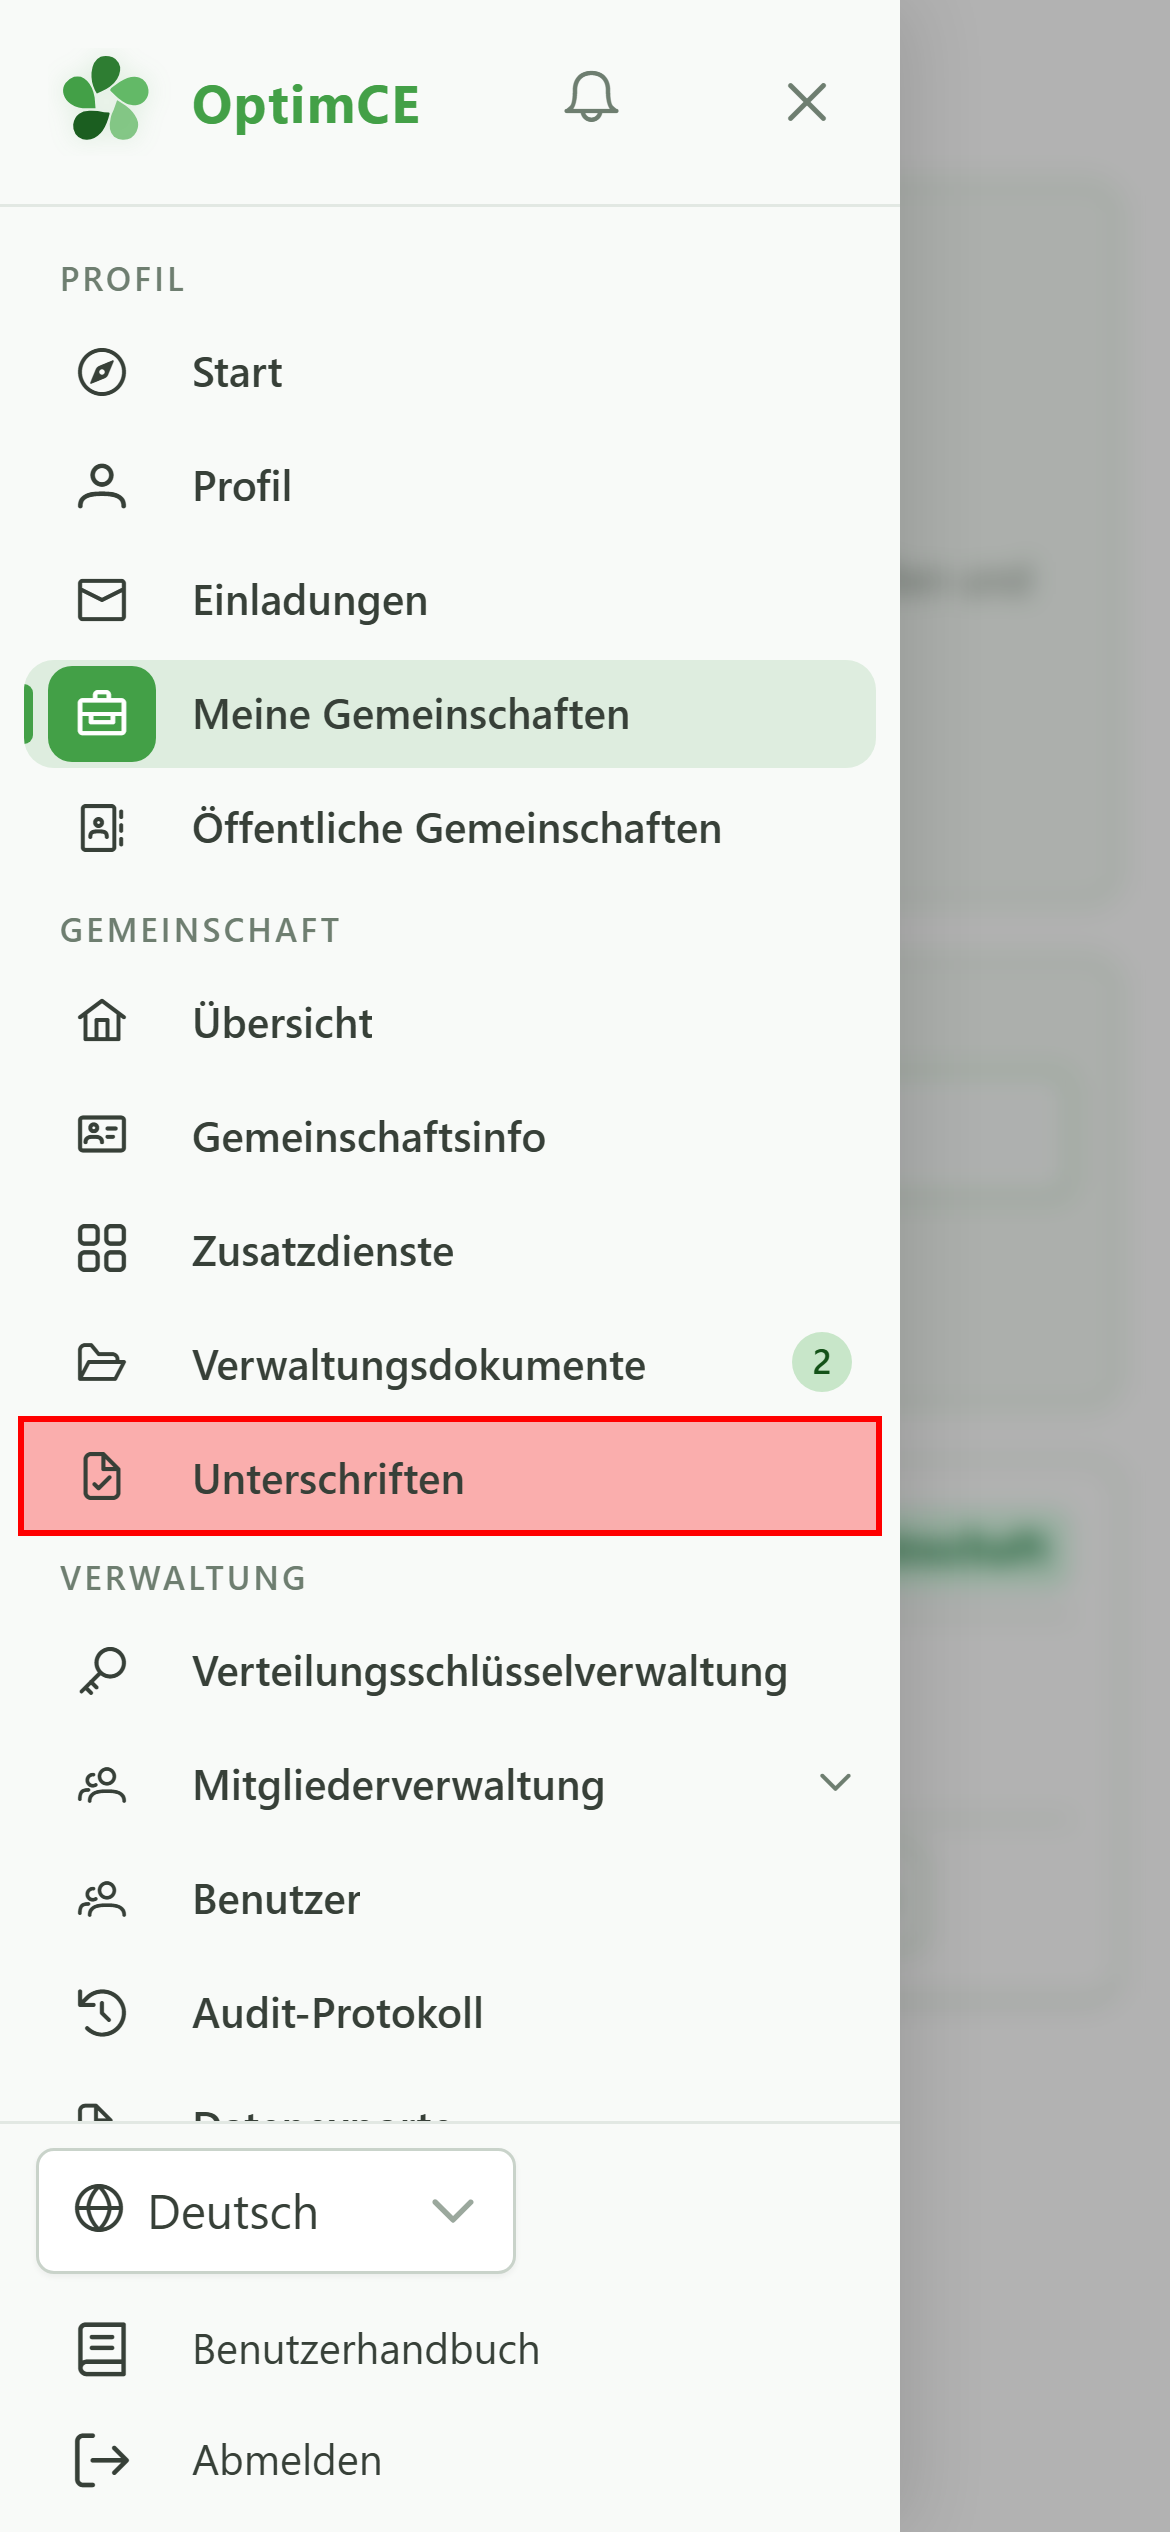 OptimCE
PROFIL
Start
Profil
Einladungen
Meine Gemeinschaften
Öffentliche Gemeinschaften
GEMEINSCHAFT
Übersicht
Gemeinschaftsinfo
Zusatzdienste
Verwaltungsdokumente 2
Unterschriften
VERWALTUNG
Verteilungsschlüsselverwaltung
Mitgliederverwaltung
Benutzer
Audit-Protokoll
Deutsch
Benutzerhandbuch
Abmelden